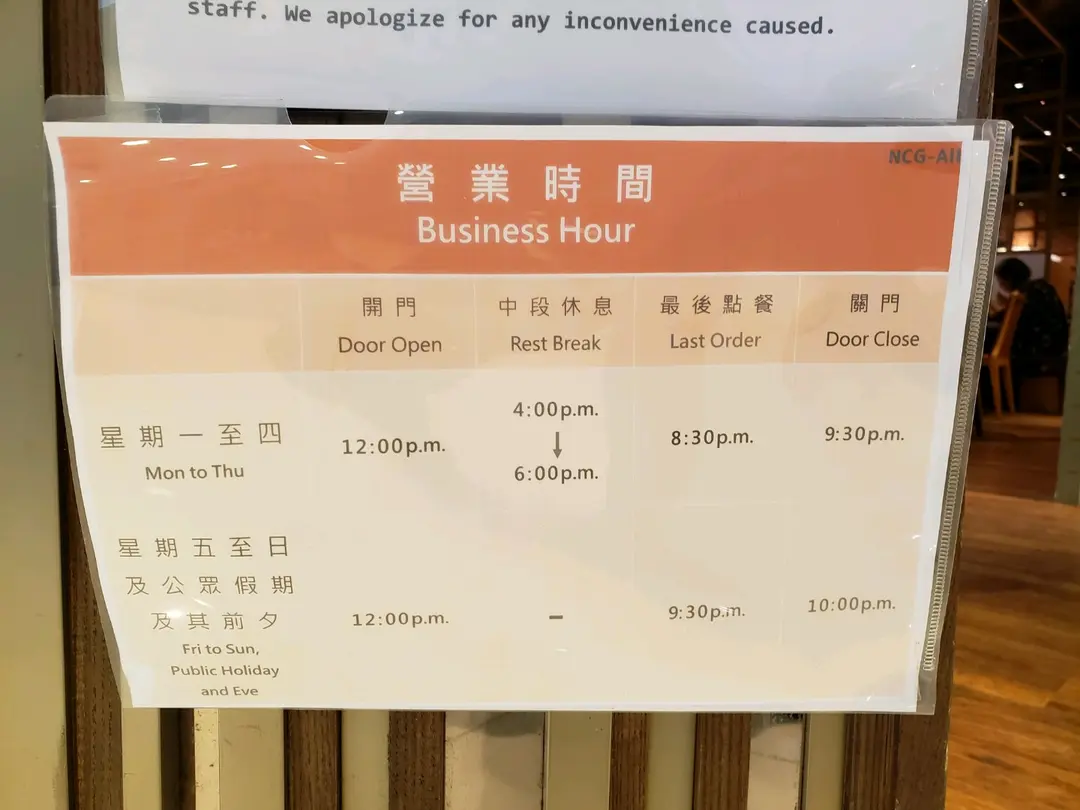 staff. We apologize for any inconvenience caused.
營業時間
Business Hour
開門 中段休息 最後點餐 關門
Door Open Rest Break Last Order Door Close
星期一至四
Mon to Thu
12:00p.m.
4:00p.m.
↓
6:00p.m.
8:30p.m.
9:30p.m.
星期五至日
及公眾假期
及其前夕
Fri to Sun,
Public Holiday
and Eve
12:00p.m.
–
9:30p.m.
10:00p.m.